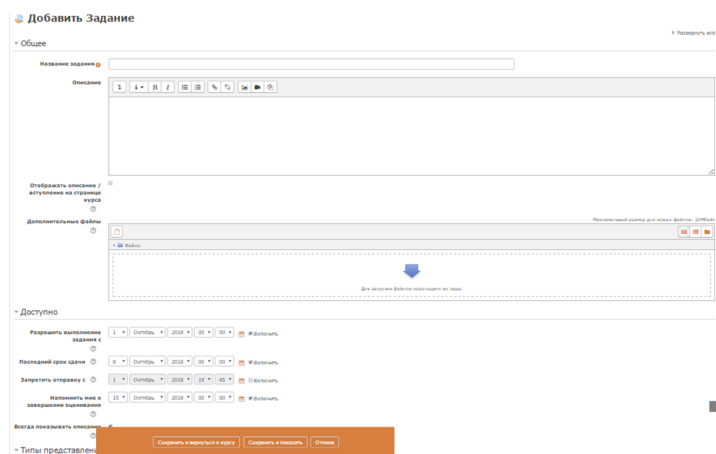 Добавить Задание
Развернуть всё
Общее
Название задания
Описание
Отображать описание /
вступление на странице
курса
Дополнительные файлы
Максимальный размер для новых файлов: 20Мбайт
Файлы
Для загрузки файлов перетащите их сюда.
Доступно
Разрешить выполнение
задания с
1 Октябрь 2018 00 00 Включить
Последний срок сдачи 8 Октябрь 2018 00 00 Включить
Запретить отправку с 1 Октябрь 2018 19 45 Включить
Напомнить мне о
завершении оценивания
15 Октябрь 2018 00 00 Включить
Всегда показывать описание
Сохранить и вернуться к курсу Сохранить и показать Отмена
Типы представлен